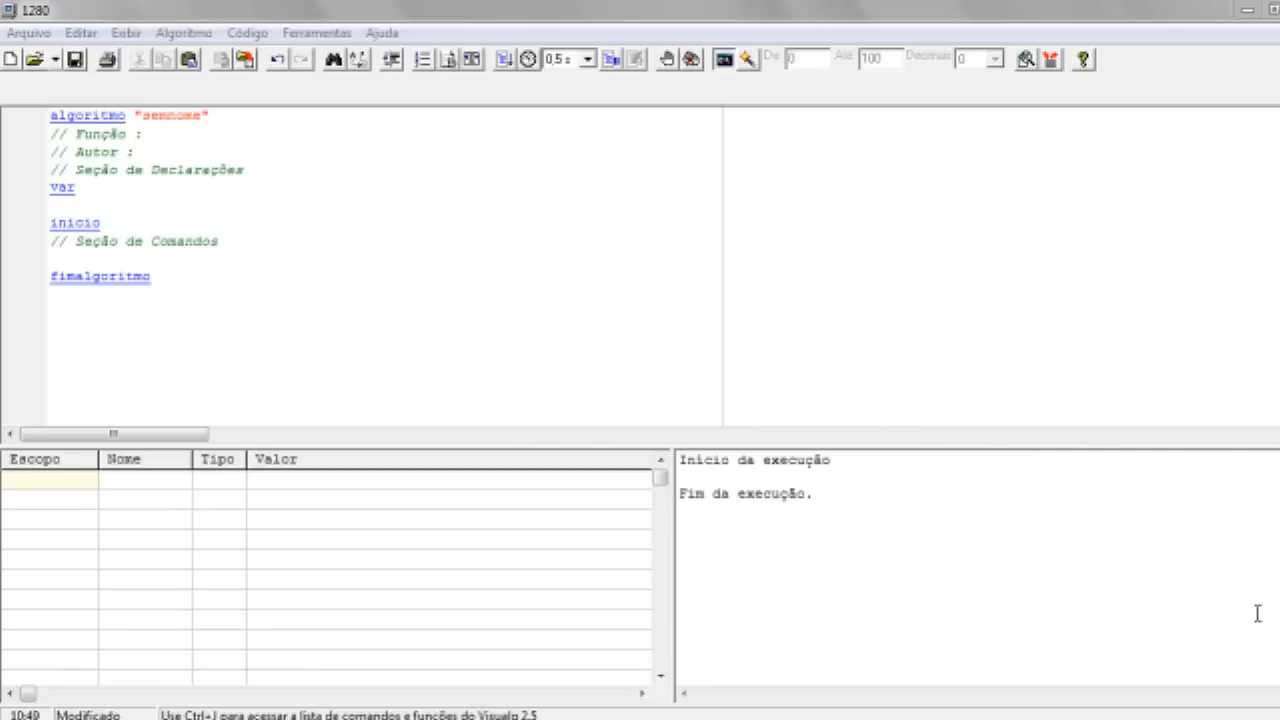 1280
Arquivo Editar Exibir Algoritmo Código Ferramentas Ajuda
0,5 s De: 0 Até: 100 Decimais: 0
algoritmo "semnome"
// Função :
// Autor :
// Seção de Declarações
var
inicio
// Seção de Comandos
fimalgoritmo
Escopo Nome Tipo Valor
Início da execução
Fim da execução.
10:49 Modificado Use Ctrl+J para acessar a lista de comandos e funções do Visualg 2.5